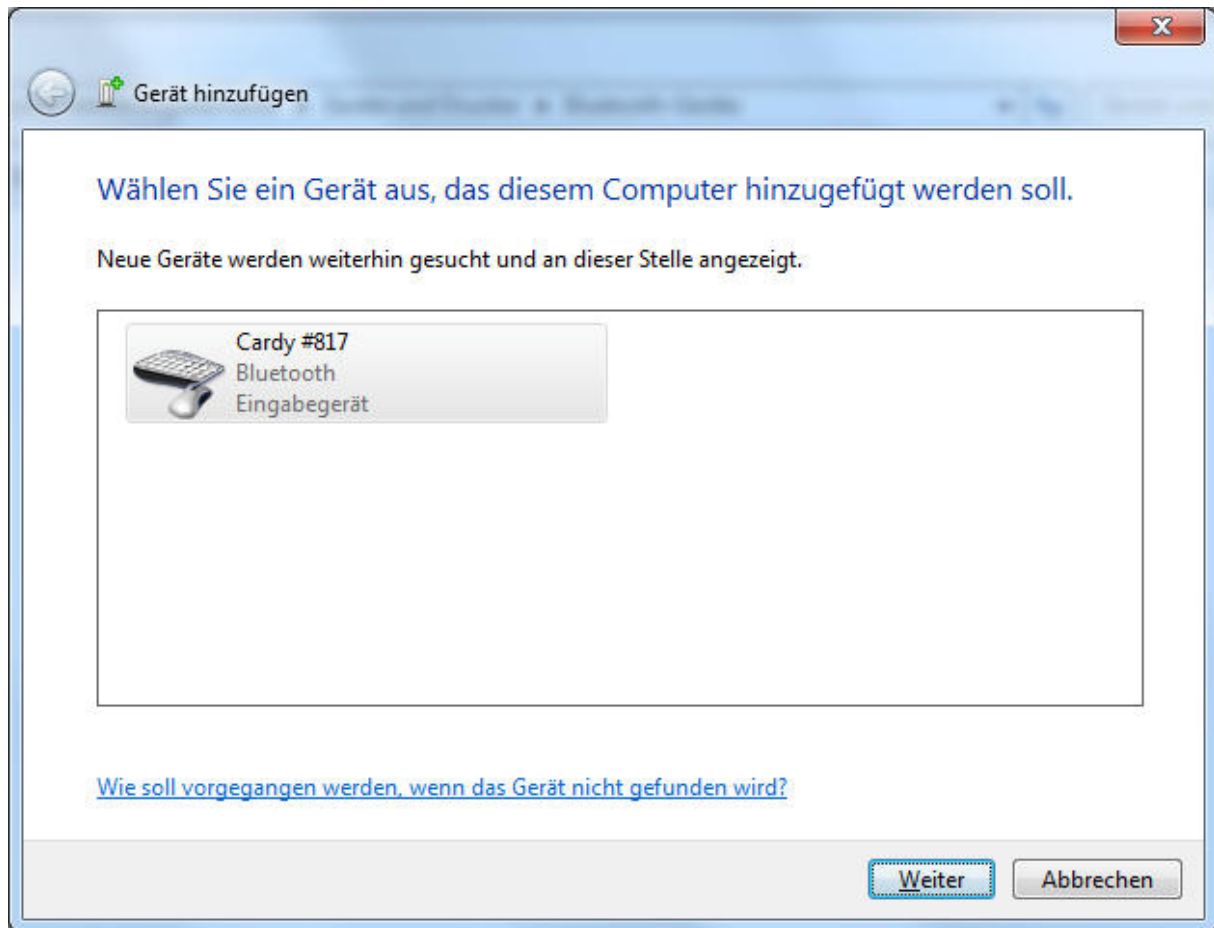 Gerät hinzufügen
Wählen Sie ein Gerät aus, das diesem Computer hinzugefügt werden soll.
Neue Geräte werden weiterhin gesucht und an dieser Stelle angezeigt.
Cardy #817
Bluetooth
Eingabegerät
Wie soll vorgegangen werden, wenn das Gerät nicht gefunden wird?
Weiter Abbrechen